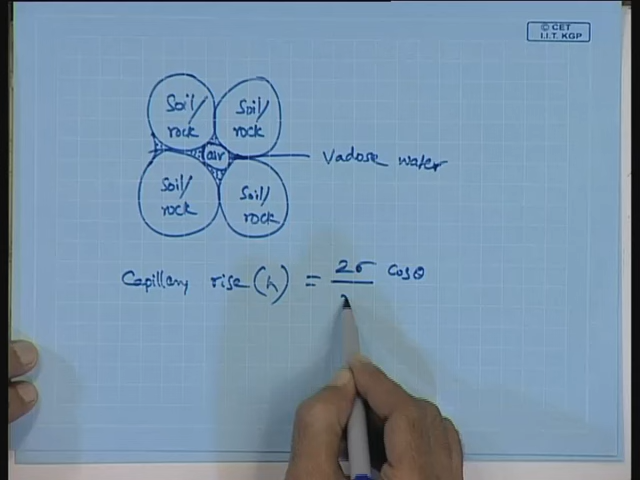 © CET
I.I.T. KGP
Soil/ rock
Soil/ rock
air
Vadose water
Soil/ rock
Soil/ rock
Capillary rise (h) = 2σ/ cosθ